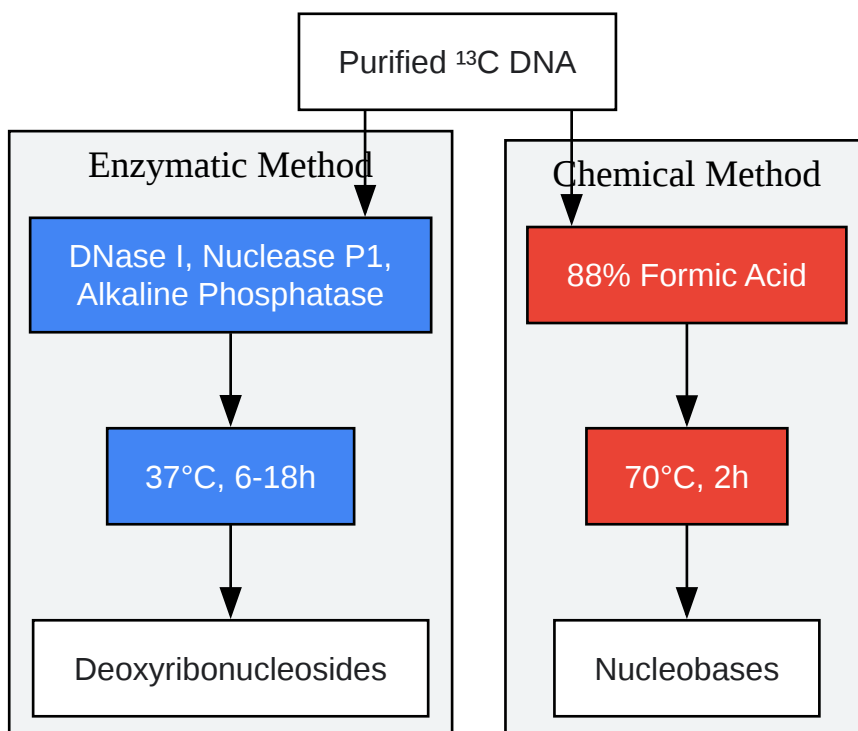 Purified ¹³C DNA
Enzymatic Method
DNase I, Nuclease P1,
Alkaline Phosphatase
37°C, 6-18h
Deoxyribonucleosides
Chemical Method
88% Formic Acid
70°C, 2h
Nucleobases